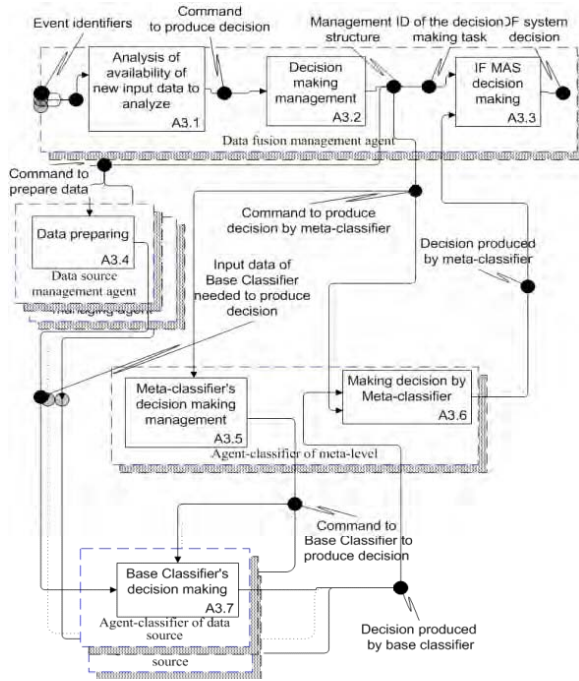 Event identifiers
Command
to produce decision
Management
structure
ID of the decision
making task
OF system
decision
Analysis of
availability of
new input data to
analyze
A3.1
Decision
making
management
A3.2
IF MAS
decision
making
A3.3
Data fusion management agent
Command to
prepare data
Data preparing
A3.4
Data source
management agent
managing agent
Command to produce
decision by meta-classifier
Input data of
Base Classifier
needed to produce
decision
Decision produced
by meta-classifier
Meta-classifier's
decision making
management
A3.5
Making decision by
Meta-classifier
A3.6
Agent-classifier of meta-level
Command to
Base Classifier to
produce decision
Base Classifier's
decision making
A3.7
Agent-classifier of data
source
source
Decision produced
by base classifier